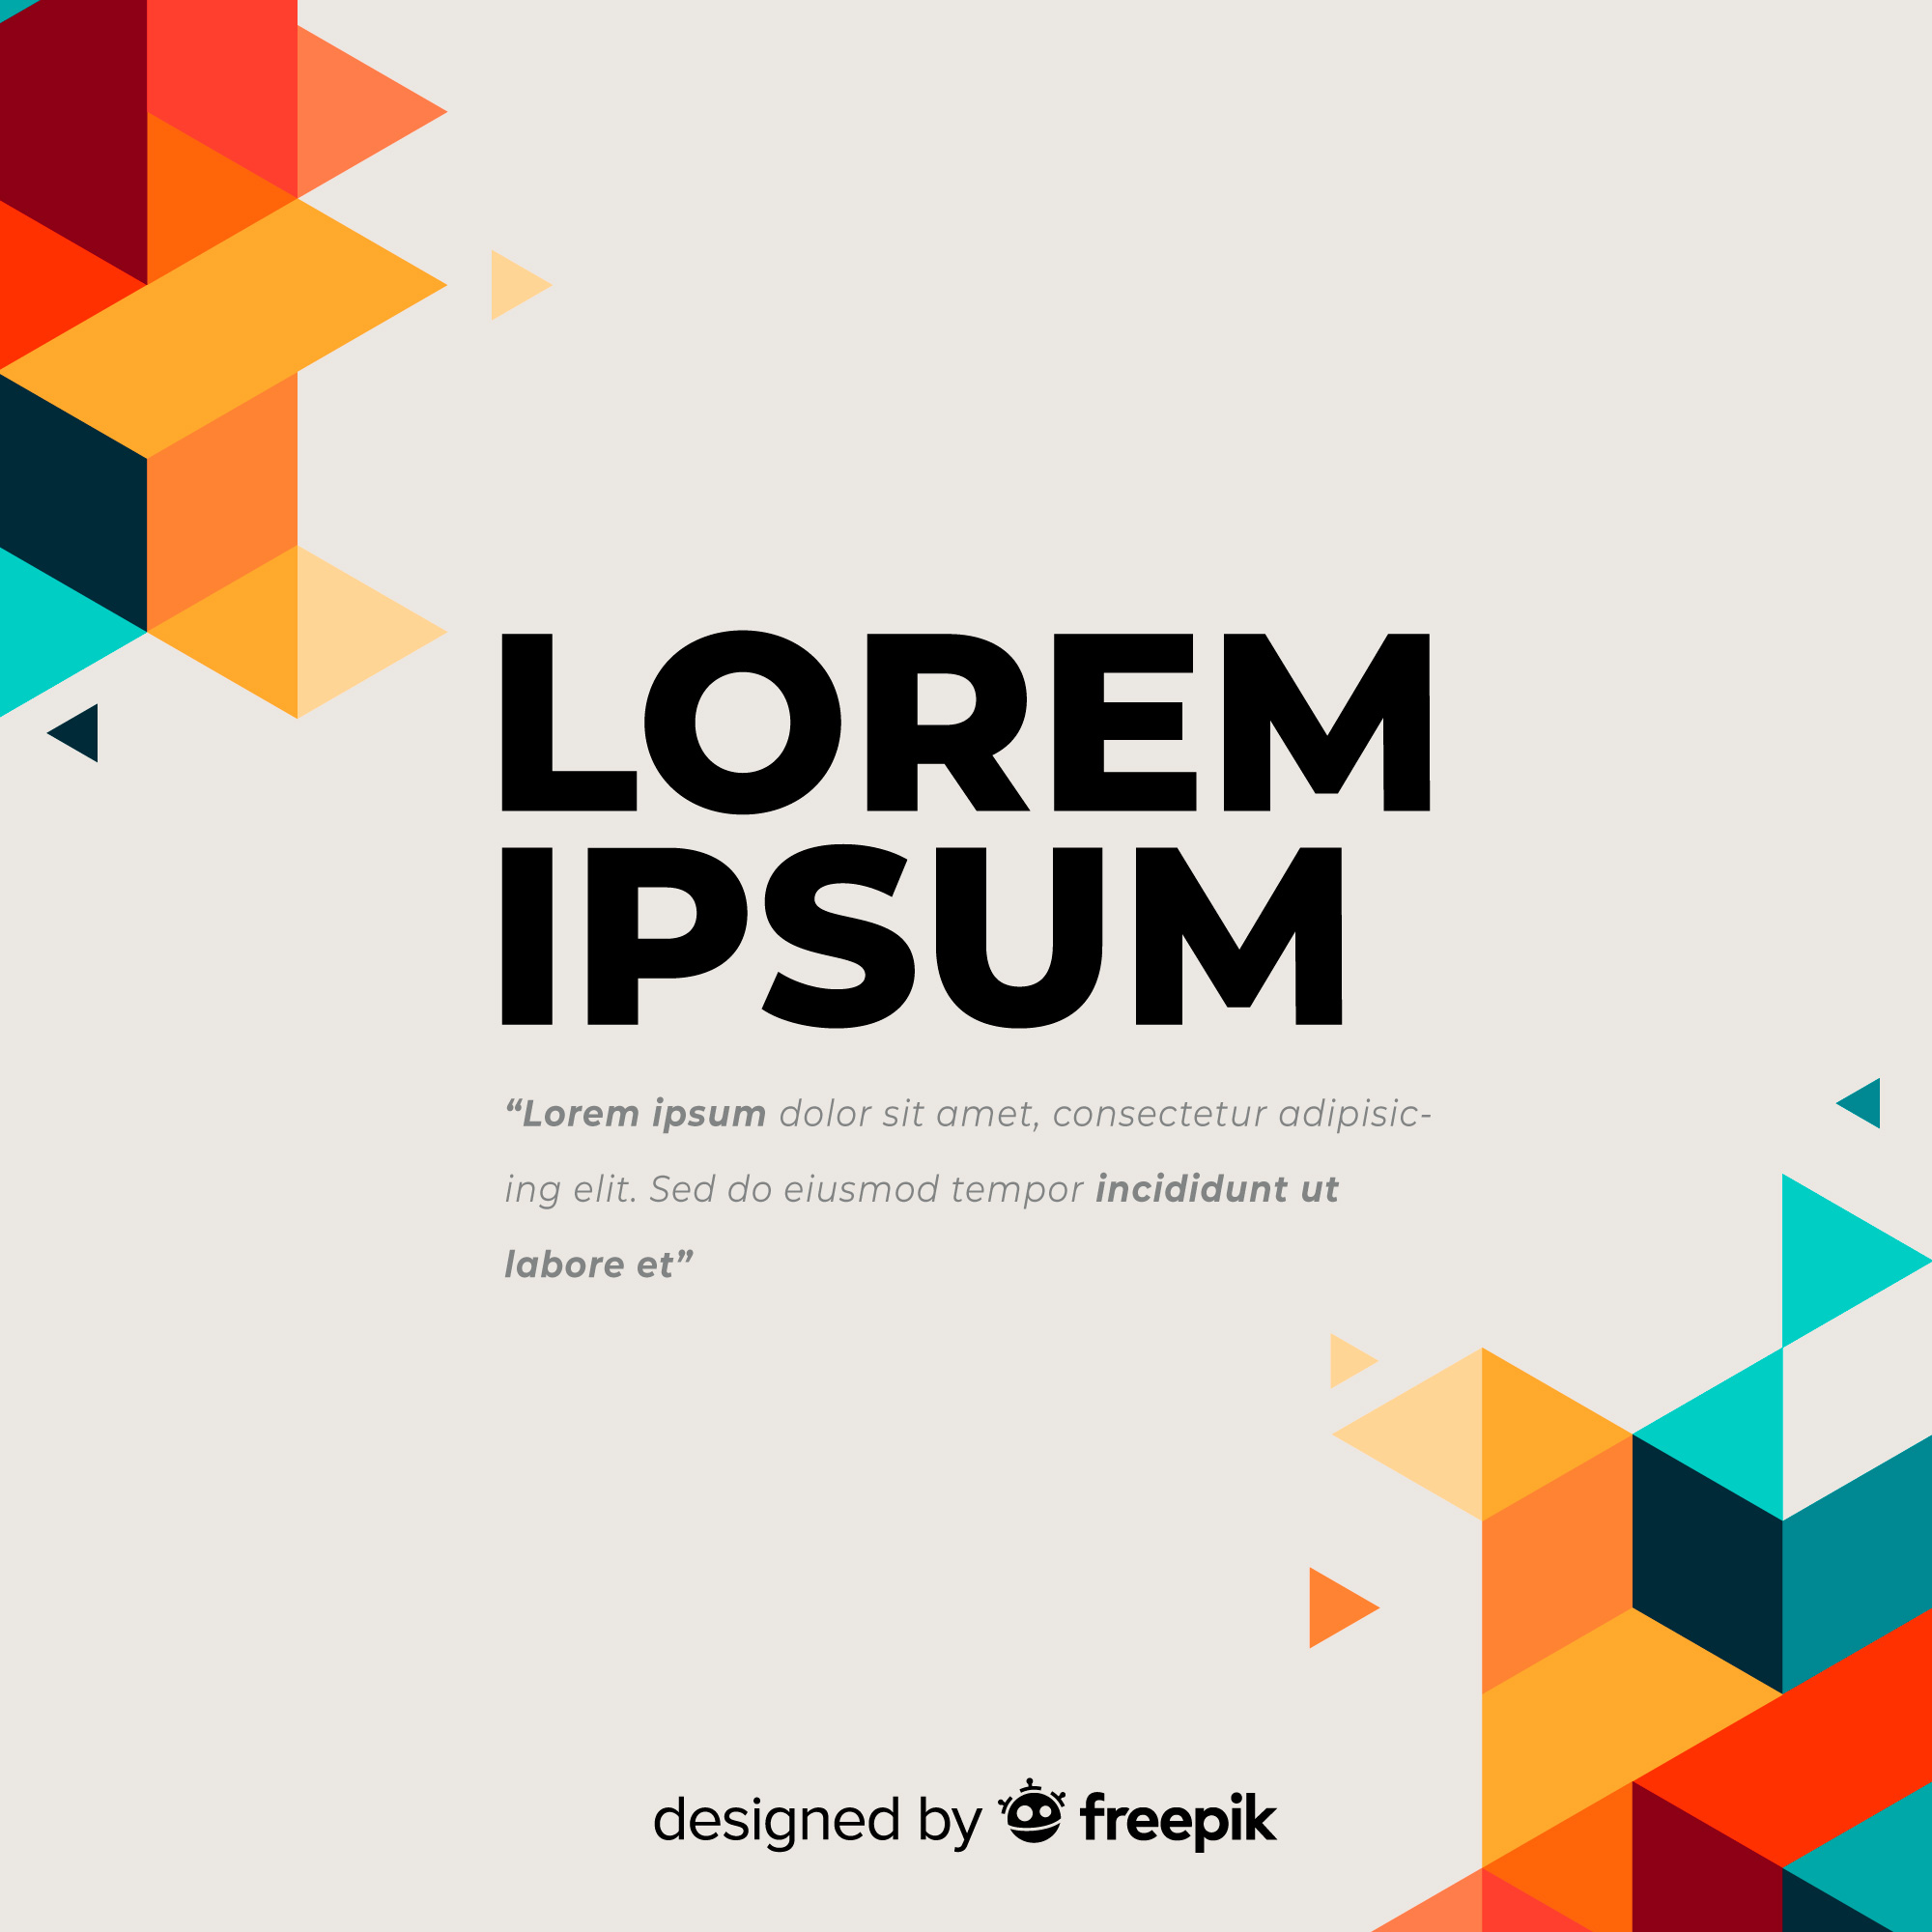 LOREM
IPSUM
“Lorem ipsum dolor sit amet, consectetur adipisic-
ing elit. Sed do eiusmod tempor incididunt ut
labore et”
designed by freepik